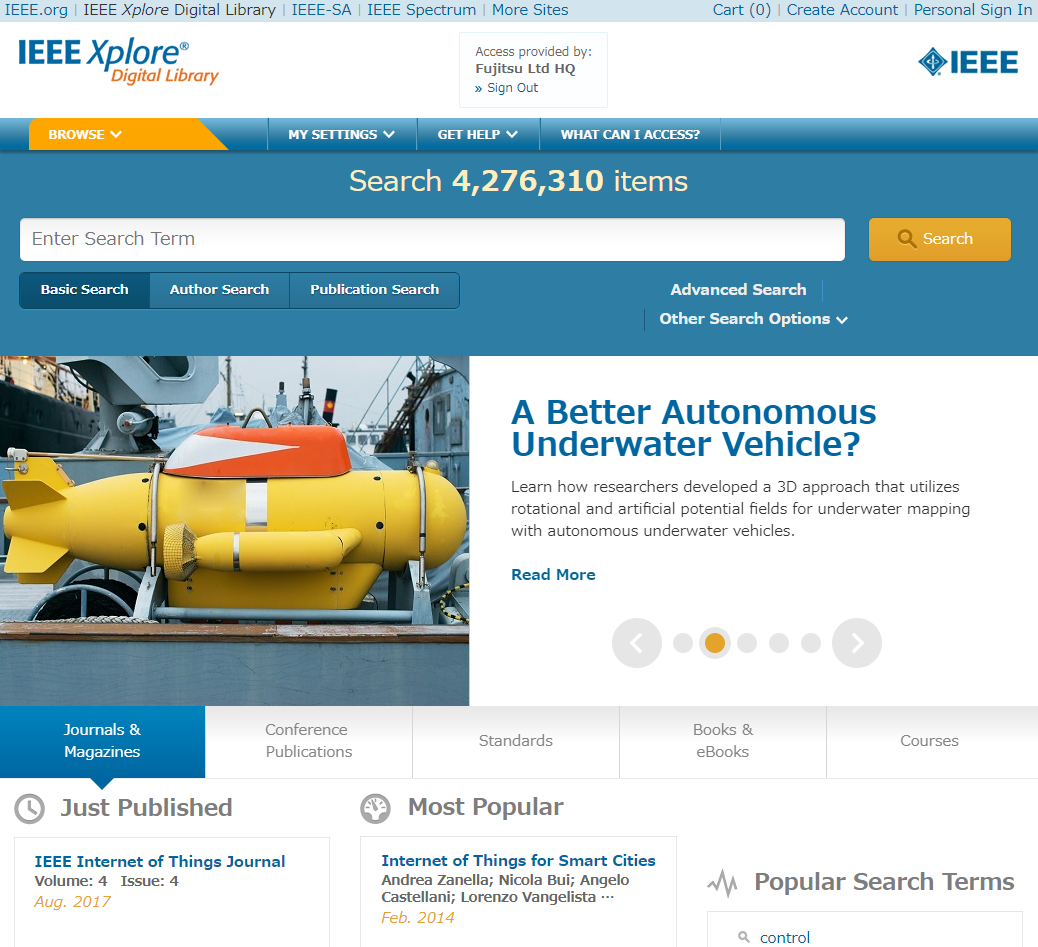 IEEE.org | IEEE Xplore Digital Library | IEEE-SA | IEEE Spectrum | More Sites
Cart (0) | Create Account | Personal Sign In
IEEE Xplore®
Digital Library
Access provided by:
Fujitsu Ltd HQ
» Sign Out
IEEE
BROWSE
MY SETTINGS
GET HELP
WHAT CAN I ACCESS?
Search 4,276,310 items
Enter Search Term
Search
Basic Search
Author Search
Publication Search
Advanced Search
Other Search Options
A Better Autonomous
Underwater Vehicle?
Learn how researchers developed a 3D approach that utilizes
rotational and artificial potential fields for underwater mapping
with autonomous underwater vehicles.
Read More
Journals &
Magazines
Conference
Publications
Standards
Books &
eBooks
Courses
Just Published
IEEE Internet of Things Journal
Volume: 4 Issue: 4
Aug. 2017
Most Popular
Internet of Things for Smart Cities
Andrea Zanella; Nicola Bui; Angelo
Castellani; Lorenzo Vangelista ···
Feb. 2014
Popular Search Terms
control